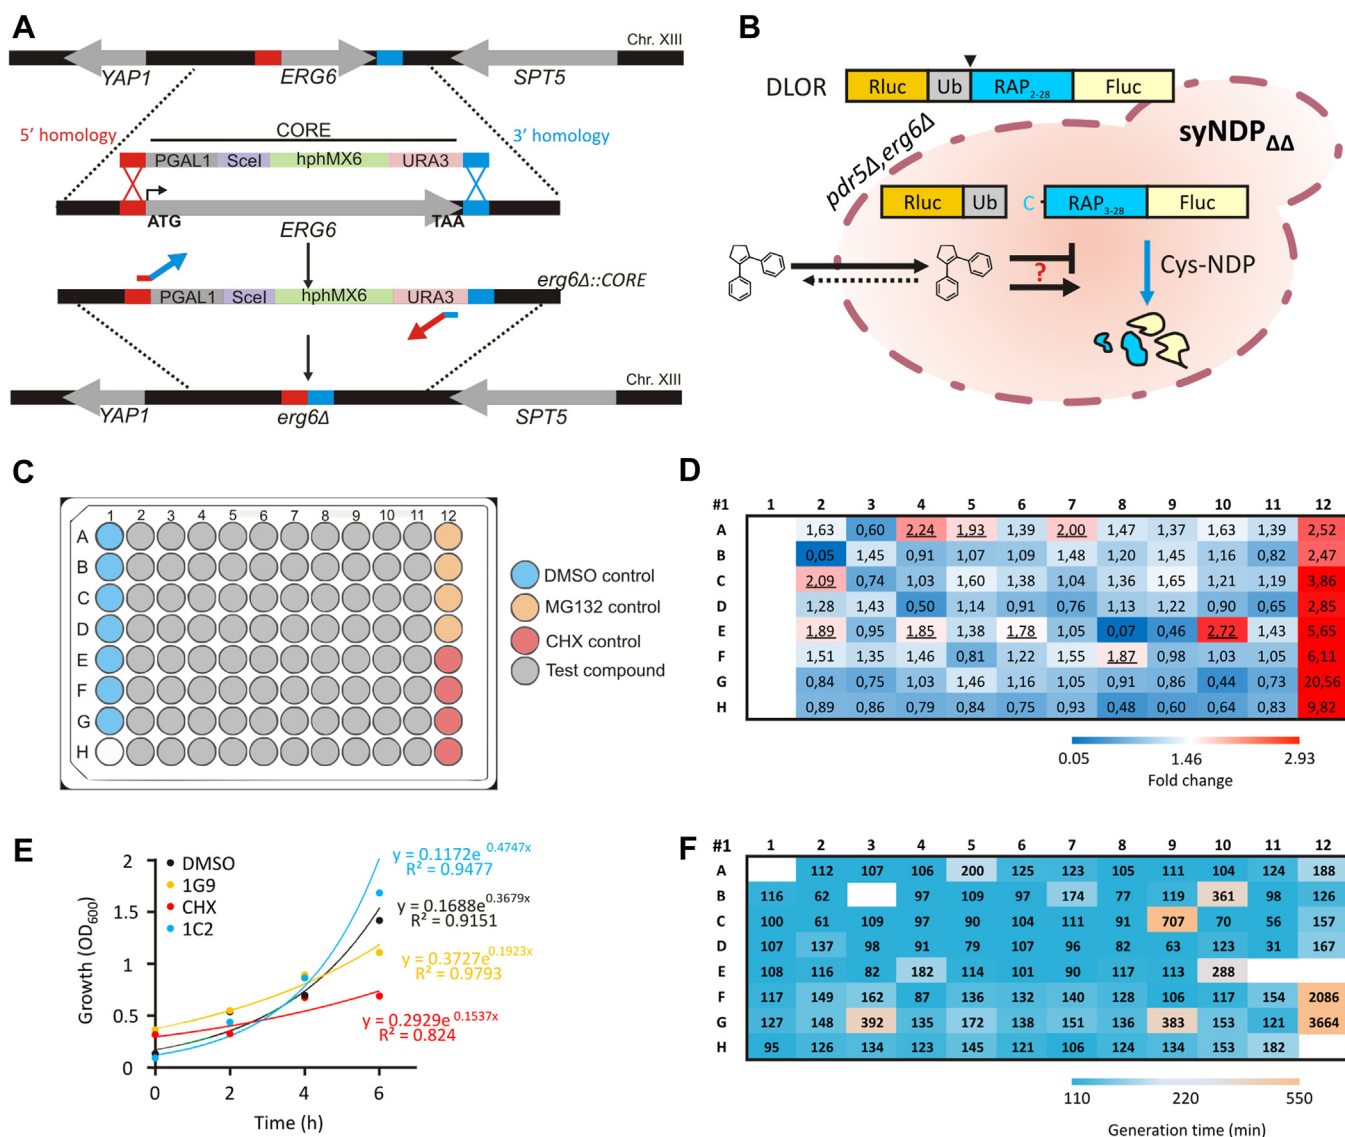 A
Chr. XIII
YAP1 ERG6 SPT5
5' homology CORE 3' homology
PGAL1 SceI hphMX6 URA3
ATG TAA
ERG6
erg6Δ::CORE
PGAL1 SceI hphMX6 URA3
Chr. XIII
YAP1 erg6Δ SPT5
B
DLOR Rluc Ub RAP2-28 Fluc
pdr5Δ,erg6Δ
syNDPΔΔ
Rluc Ub C RAP3-28 Fluc
?
Cys-NDP
C
1 2 3 4 5 6 7 8 9 10 11 12
A
B
C
D
E
F
G
H
DMSO control
MG132 control
CHX control
Test compound
D
#1 1 2 3 4 5 6 7 8 9 10 11 12
A 1,63 0,60 2,24 1,93 1,39 2,00 1,47 1,37 1,63 1,39 2,52
B 0,05 1,45 0,91 1,07 1,09 1,48 1,20 1,45 1,16 0,82 2,47
C 2,09 0,74 1,03 1,60 1,38 1,04 1,36 1,65 1,21 1,19 3,86
D 1,28 1,43 0,50 1,14 0,91 0,76 1,13 1,22 0,90 0,65 2,85
E 1,89 0,95 1,85 1,38 1,78 1,05 0,07 0,46 2,72 1,43 5,65
F 1,51 1,35 1,46 0,81 1,22 1,55 1,87 0,98 1,03 1,05 6,11
G 0,84 0,75 1,03 1,46 1,16 1,05 0,91 0,86 0,44 0,73 20,56
H 0,89 0,86 0,79 0,84 0,75 0,93 0,48 0,60 0,64 0,83 9,82
0.05 1.46 2.93
Fold change
E
Growth (OD600)
2
1.5
1
0.5
0
0 2 4 6
Time (h)
DMSO
1G9
CHX
1C2
y = 0.1172e^0.4747x
R² = 0.9477
y = 0.1688e^0.3679x
R² = 0.9151
y = 0.3727e^0.1923x
R² = 0.9793
y = 0.2929e^0.1537x
R² = 0.824
F
#1 1 2 3 4 5 6 7 8 9 10 11 12
A 112 107 106 200 125 123 105 111 104 124 188
B 116 62 97 109 97 174 77 119 361 98 126
C 100 61 109 97 90 104 111 91 707 70 56 157
D 107 137 98 91 79 107 96 82 63 123 31 167
E 108 116 82 182 114 101 90 117 113 288
F 117 149 162 87 136 132 140 128 106 117 154 2086
G 127 148 392 135 172 138 151 136 383 153 121 3664
H 95 126 134 123 145 121 106 124 134 153 182
110 220 550
Generation time (min)